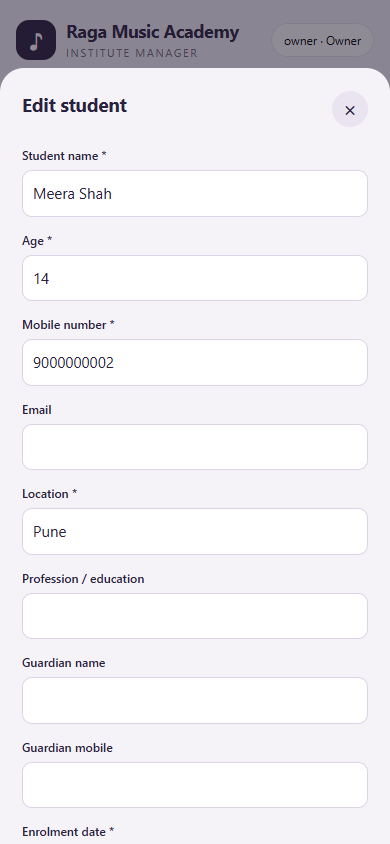 Raga Music Academy
INSTITUTE MANAGER
owner · Owner
Edit student
×
Student name *
Meera Shah
Age *
14
Mobile number *
9000000002
Email
Location *
Pune
Profession / education
Guardian name
Guardian mobile
Enrolment date *